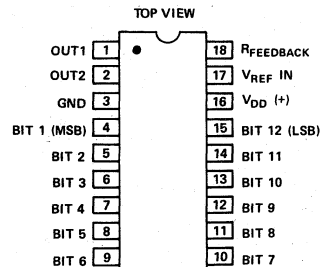 TOP VIEW
OUT1 1 18 RFEEDBACK
OUT2 2 17 VREF IN
GND 3 16 VDD (+)
BIT 1 (MSB) 4 15 BIT 12 (LSB)
BIT 2 5 14 BIT 11
BIT 3 6 13 BIT 10
BIT 4 7 12 BIT 9
BIT 5 8 11 BIT 8
BIT 6 9 10 BIT 7